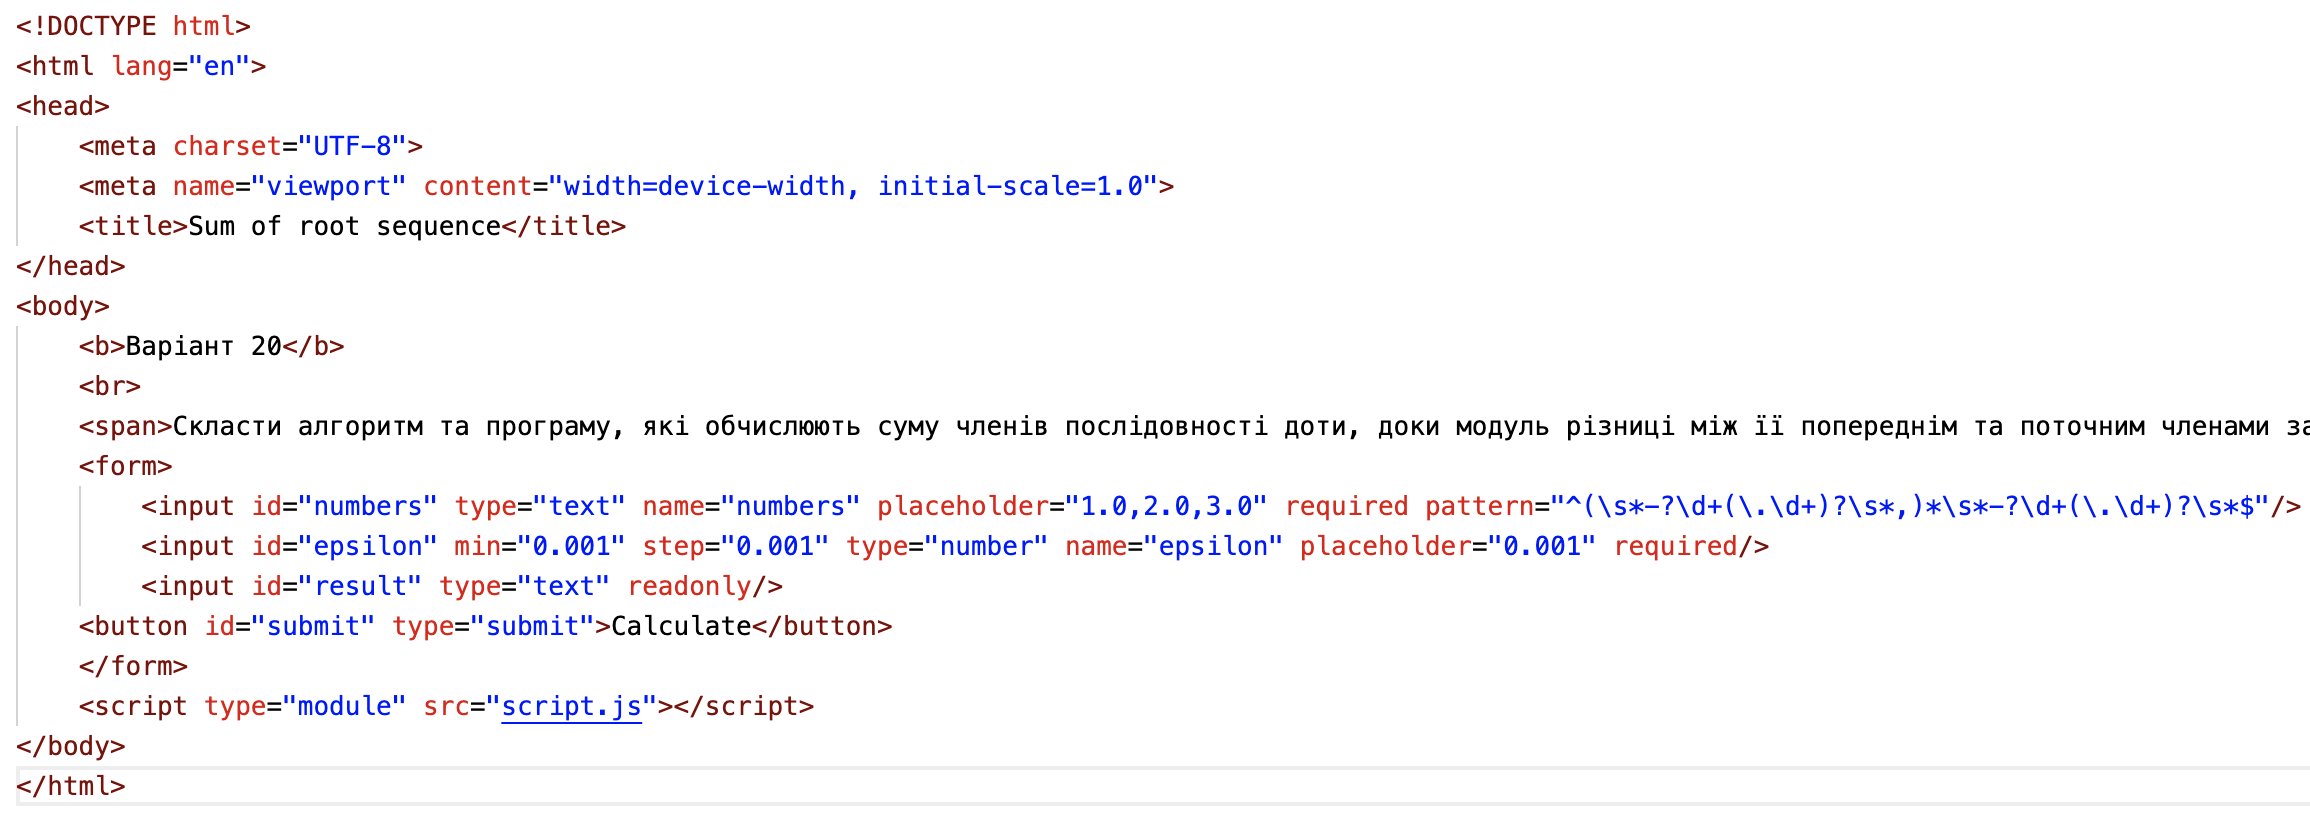 <!DOCTYPE html>
<html lang="en">
<head>
    <meta charset="UTF-8">
    <meta name="viewport" content="width=device-width, initial-scale=1.0">
    <title>Sum of root sequence</title>
</head>
<body>
    <b>Варіант 20</b>
    <br>
    <span>Скласти алгоритм та програму, які обчислюють суму членів послідовності доти, доки модуль різниці між її попереднім та поточним членами
    <form>
        <input id="numbers" type="text" name="numbers" placeholder="1.0,2.0,3.0" required pattern="^(\s*-?\d+(\.\d+)?\s*,)*\s*-?\d+(\.\d+)?\s*$"/>
        <input id="epsilon" min="0.001" step="0.001" type="number" name="epsilon" placeholder="0.001" required/>
        <input id="result" type="text" readonly/>
    <button id="submit" type="submit">Calculate</button>
    </form>
    <script type="module" src="script.js"></script>
</body>
</html>